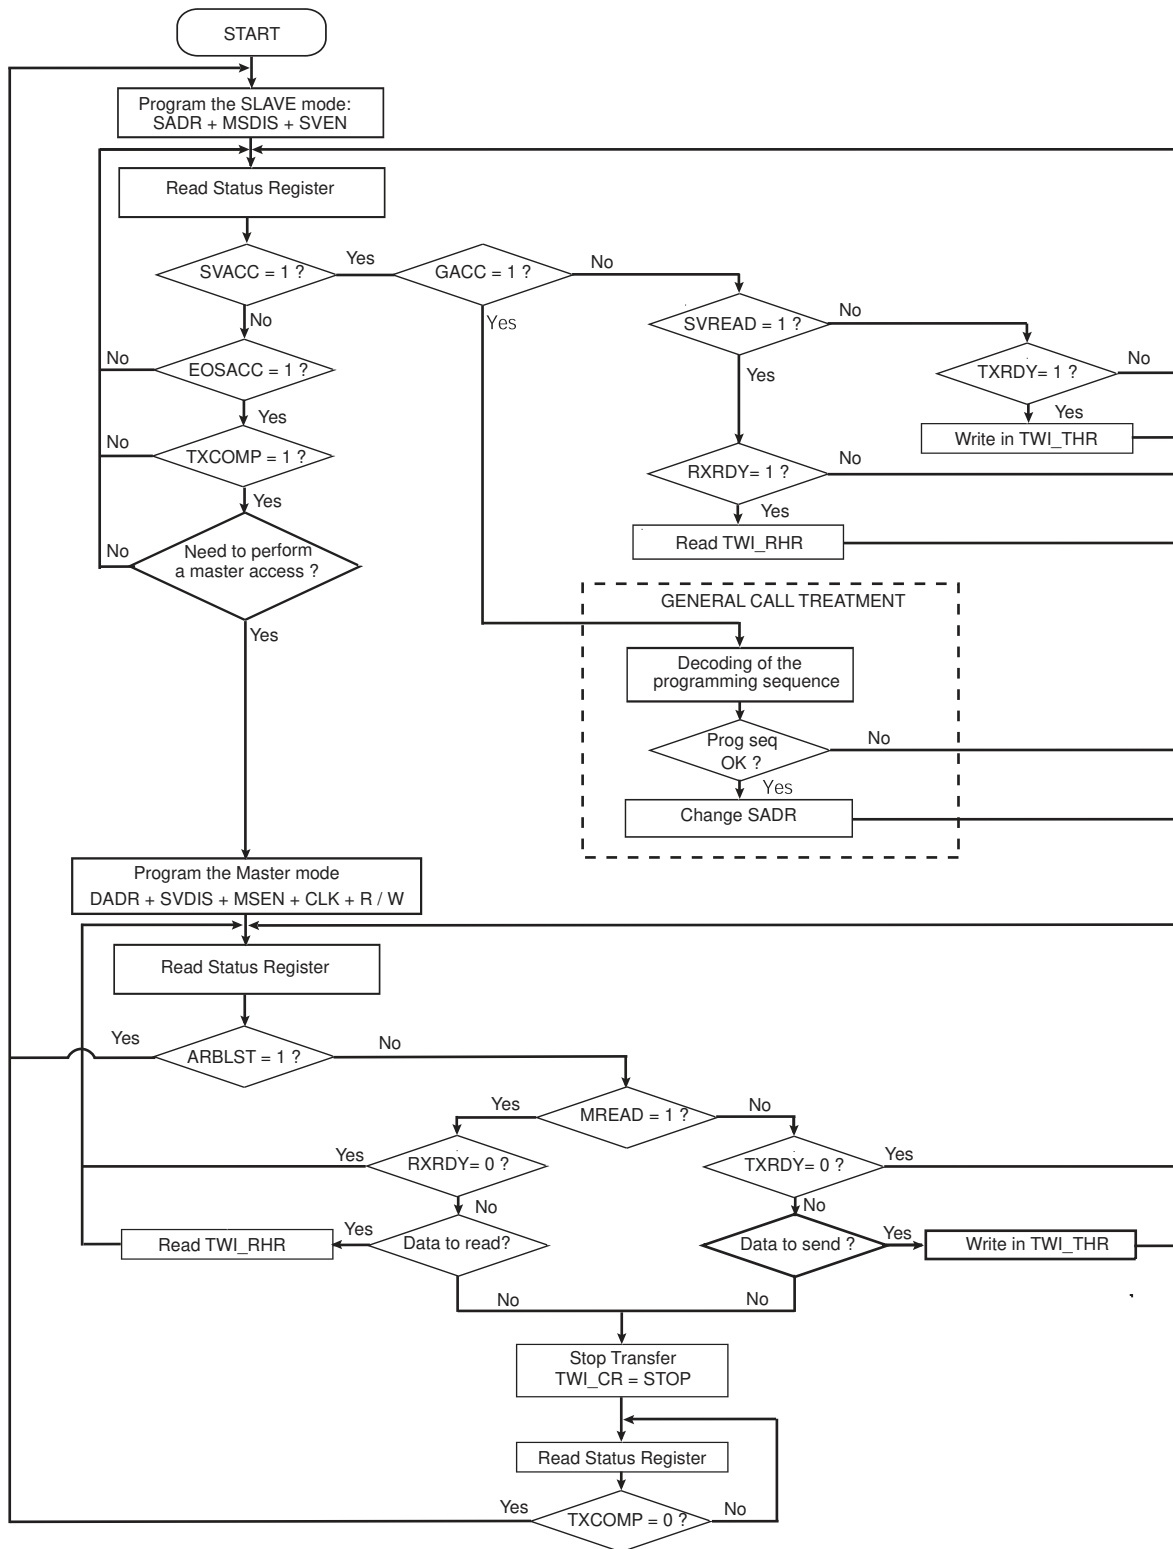 START
Program the SLAVE mode:
SADR + MSDIS + SVEN
Read Status Register
SVACC = 1 ?
Yes
GACC = 1 ?
No
No
Yes
SVREAD = 1 ?
No
Yes
TXRDY= 1 ?
No
Yes
Write in TWI_THR
No
EOSACC = 1 ?
Yes
No
TXCOMP = 1 ?
Yes
RXRDY= 1 ?
No
Yes
Read TWI_RHR
No
Need to perform
a master access ?
Yes
GENERAL CALL TREATMENT
Decoding of the
programming sequence
Prog seq
OK ?
No
Yes
Change SADR
Program the Master mode
DADR + SVDIS + MSEN + CLK + R / W
Read Status Register
Yes
ARBLST = 1 ?
No
Yes
MREAD = 1 ?
No
Yes
RXRDY= 0 ?
No
TXRDY= 0 ?
Yes
No
Read TWI_RHR
Yes
Data to read?
No
Data to send ?
Yes
Write in TWI_THR
No
Stop Transfer
TWI_CR = STOP
Read Status Register
Yes
TXCOMP = 0 ?
No